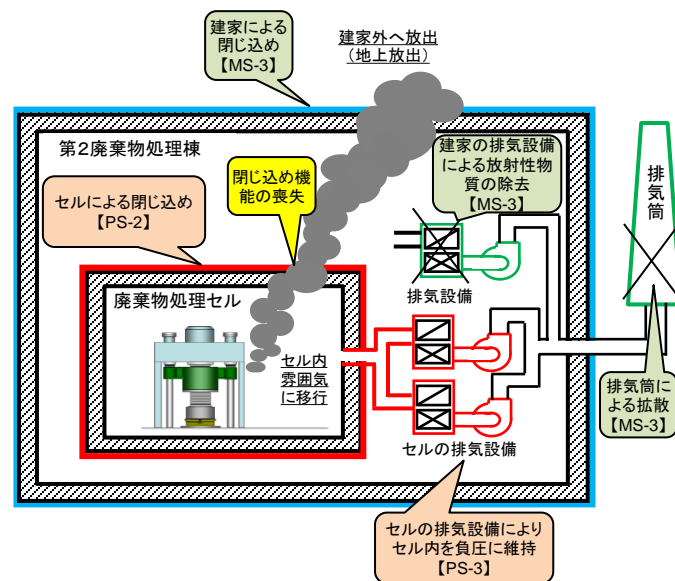 建家による
閉じ込め
【MS-3】
建家外へ放出
（地上放出）
第2廃棄物処理棟
建家の排気設備
による放射性物
質の除去
【MS-3】
排気筒
セルによる閉じ込め
【PS-2】
閉じ込め機
能の喪失
排気設備
廃棄物処理セル
セル内
雰囲気
に移行
排気筒に
よる拡散
【MS-3】
セルの排気設備
セルの排気設備により
セル内を負圧に維持
【PS-3】